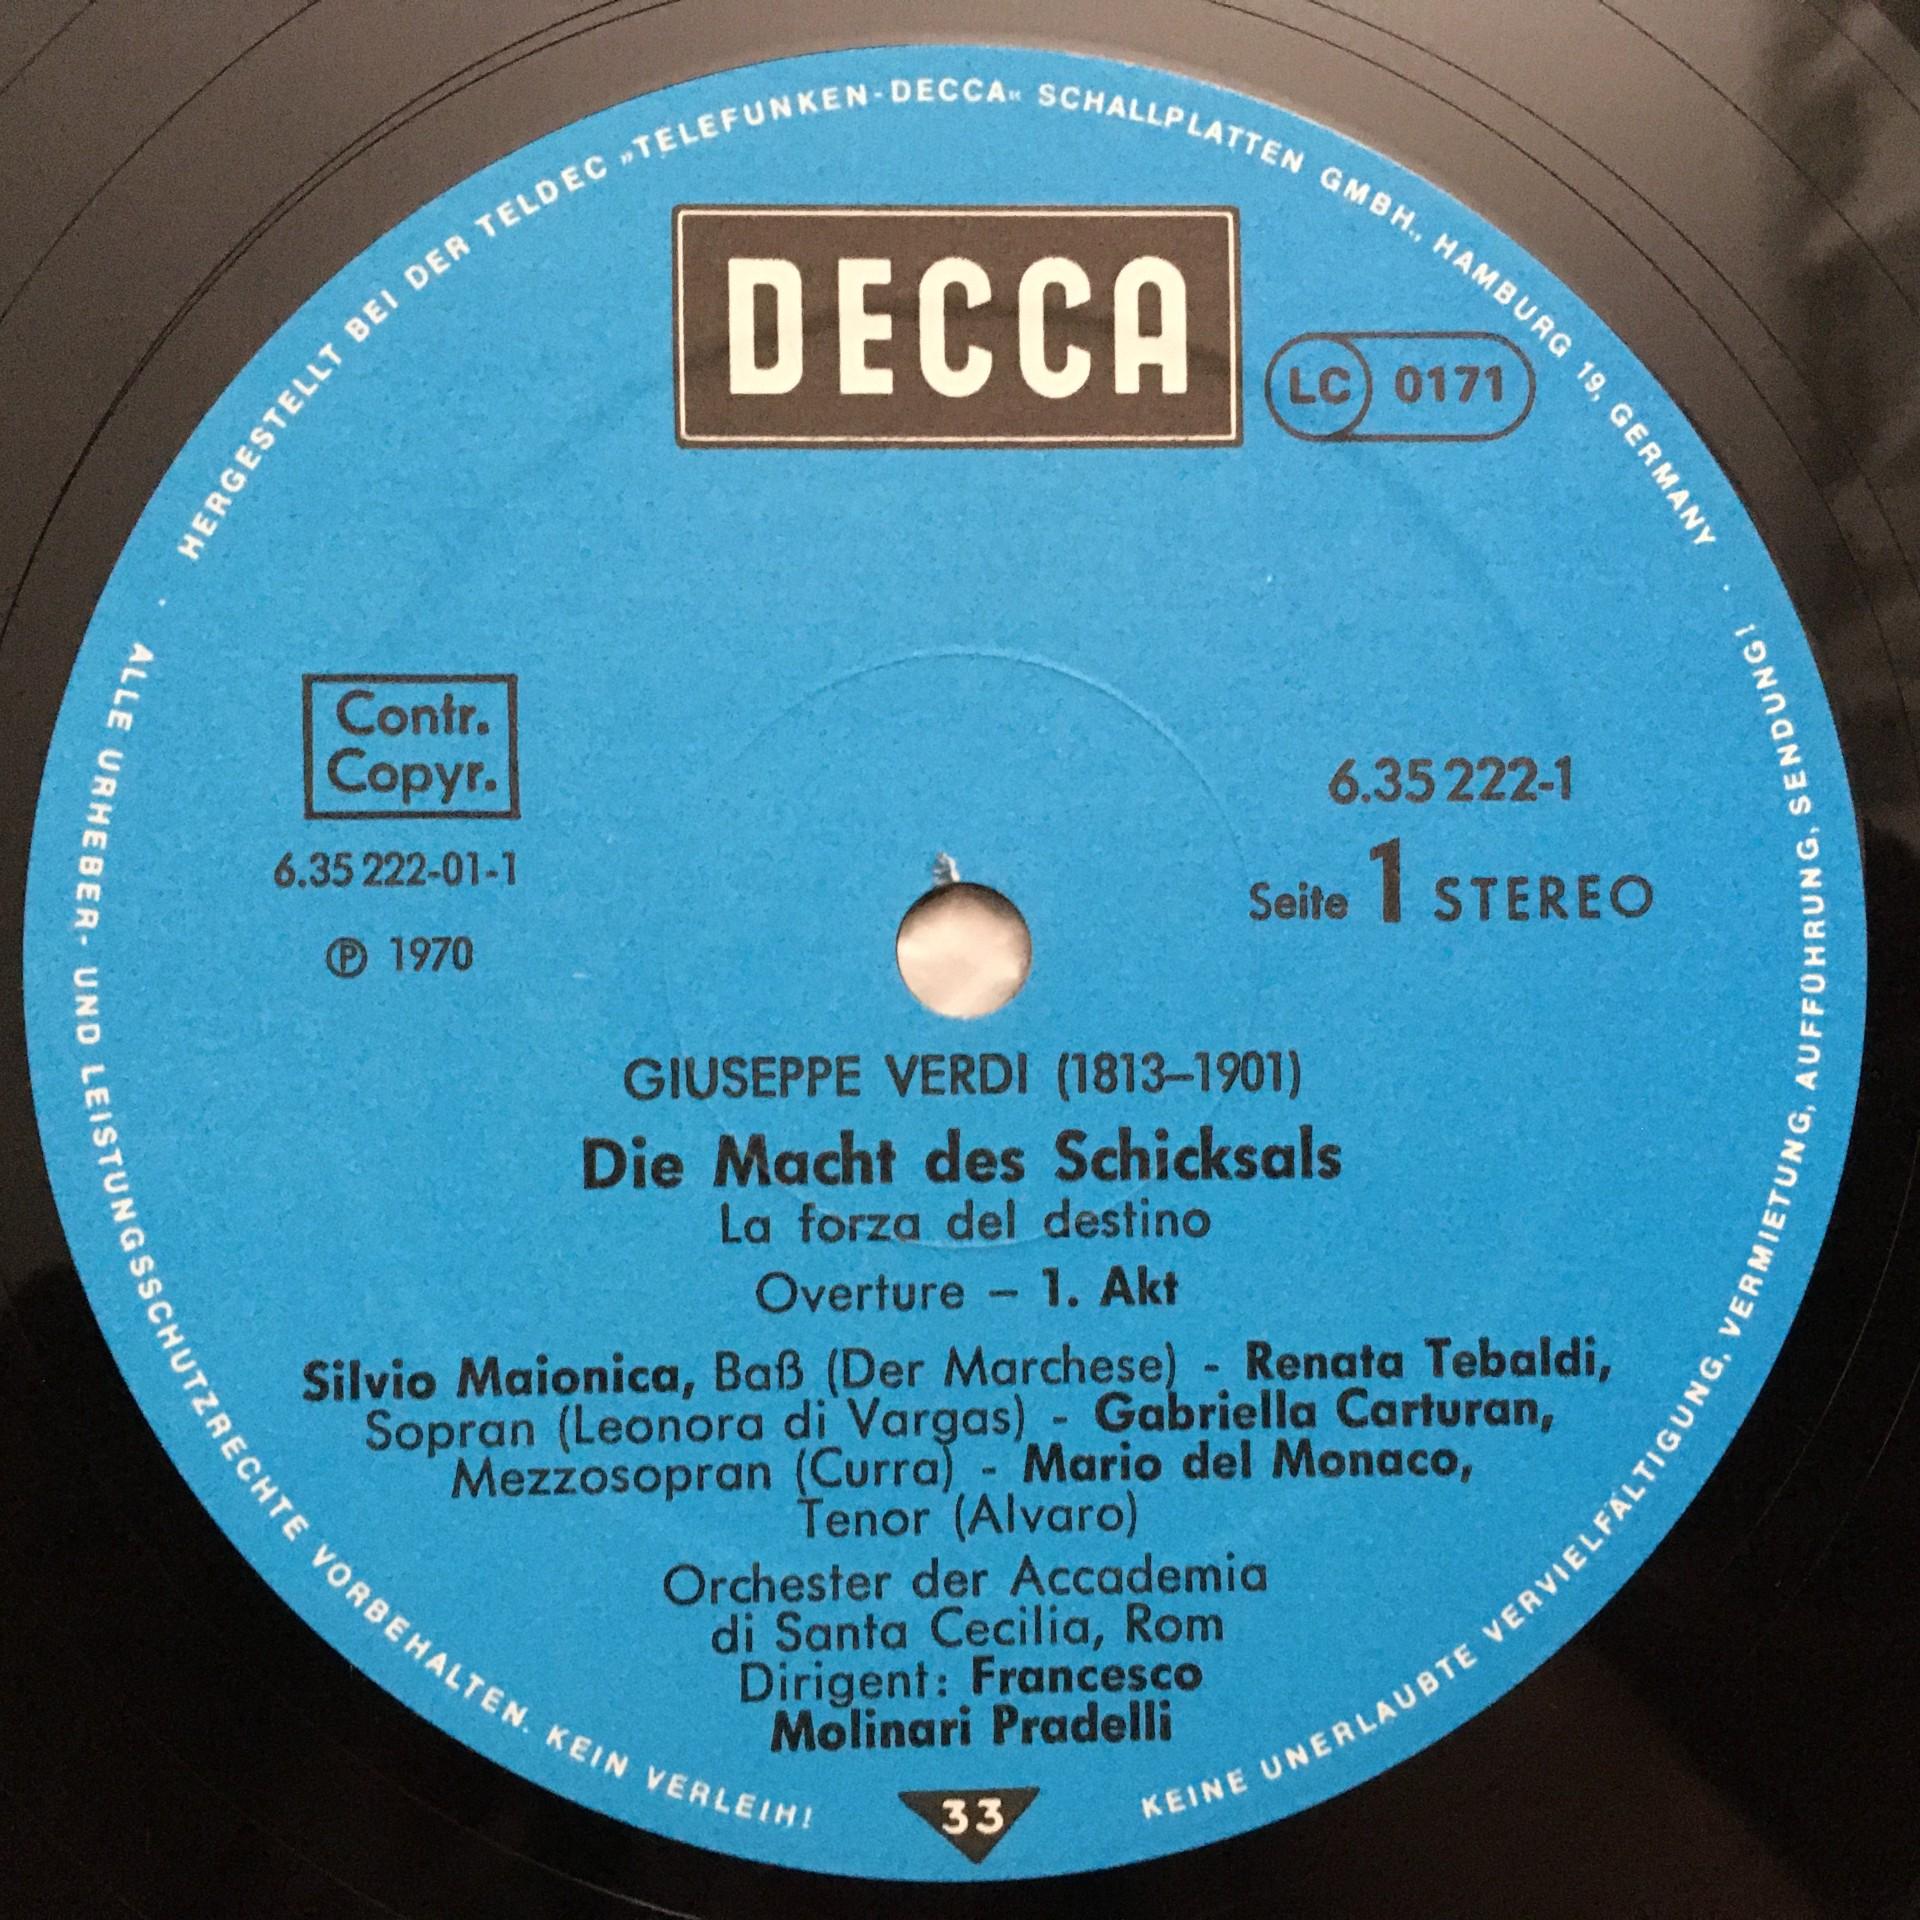 HERGESTELLT BEI DER TELDEC »TELEFUNKEN-DECCA« SCHALLPLATTEN GMBH., HAMBURG 19, GERMANY
DECCA
LC 0171
Contr.
Copyr.
6.35 222-01-1
℗ 1970
6.35 222-1
Seite 1 STEREO
GIUSEPPE VERDI (1813–1901)
Die Macht des Schicksals
La forza del destino
Overture – 1. Akt
Silvio Maionica, Baß (Der Marchese) - Renata Tebaldi,
Sopran (Leonora di Vargas) - Gabriella Carturan,
Mezzosopran (Curra) - Mario del Monaco,
Tenor (Alvaro)
Orchester der Accademia
di Santa Cecilia, Rom
Dirigent: Francesco
Molinari Pradelli
33
ALLE URHEBER- UND LEISTUNGSSCHUTZRECHTE VORBEHALTEN. KEIN VERLEIH!
KEINE UNERLAUBTE VERVIELFÄLTIGUNG, VERMIETUNG, AUFFÜHRUNG, SENDUNG!